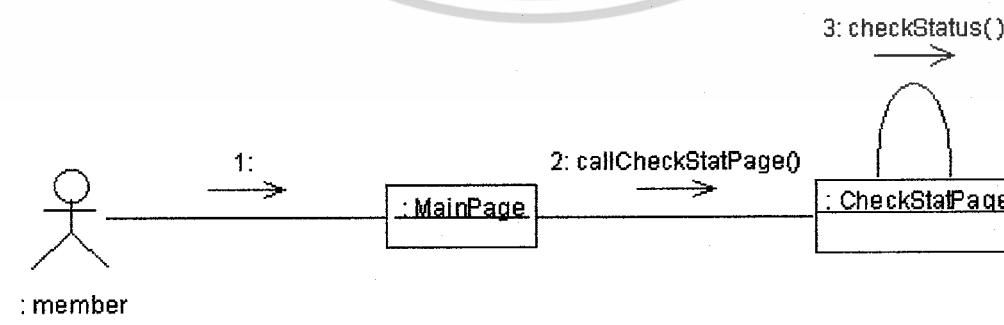 3: checkStatus()
1:
2: callCheckStatPage()
: MainPage
: CheckStatPage
: member